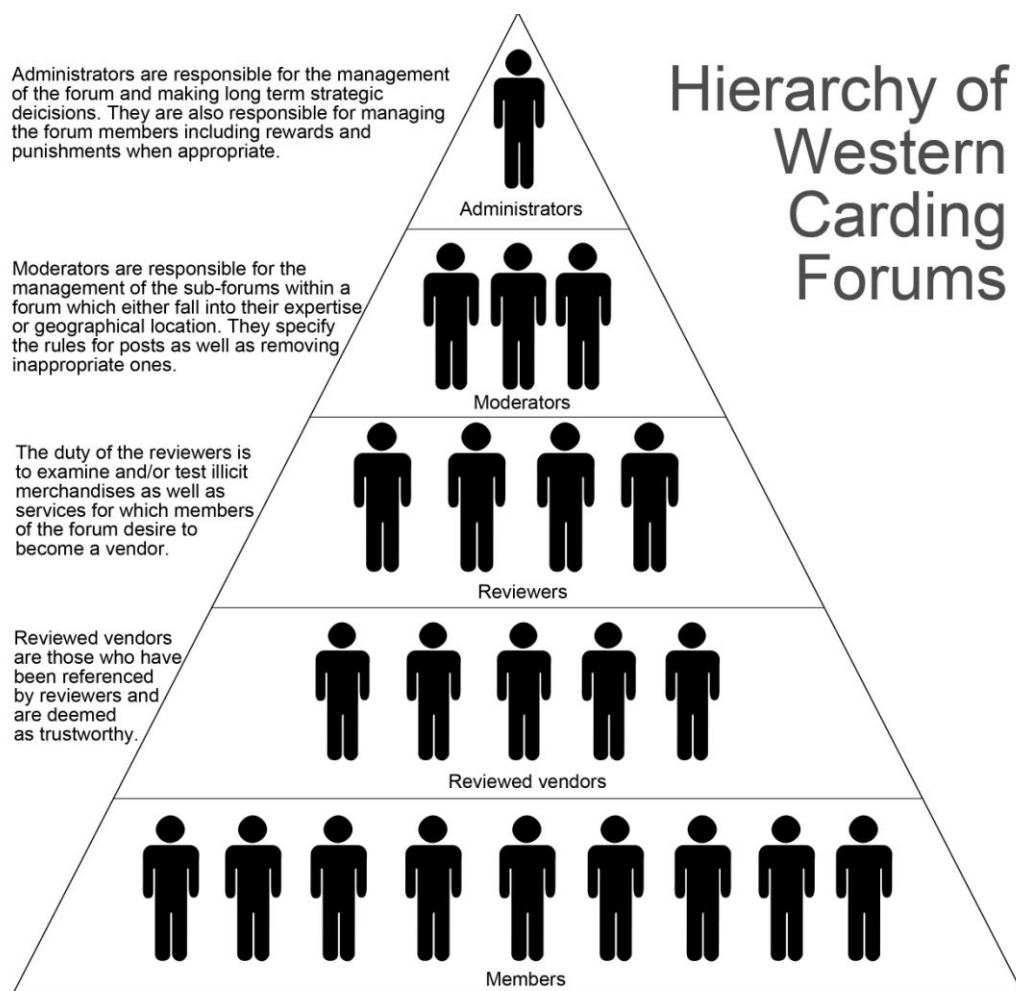 Hierarchy of
Western
Carding
Forums
Administrators are responsible for the management
of the forum and making long term strategic
deicisions. They are also responsible for managing
the forum members including rewards and
punishments when appropriate.
Administrators
Moderators are responsible for the
management of the sub-forums within a
forum which either fall into their expertise
or geographical location. They specify
the rules for posts as well as removing
inappropriate ones.
Moderators
The duty of the reviewers is
to examine and/or test illicit
merchandises as well as
services for which members
of the forum desire to
become a vendor.
Reviewers
Reviewed vendors
are those who have
been referenced
by reviewers and
are deemed
as trustworthy.
Reviewed vendors
Members